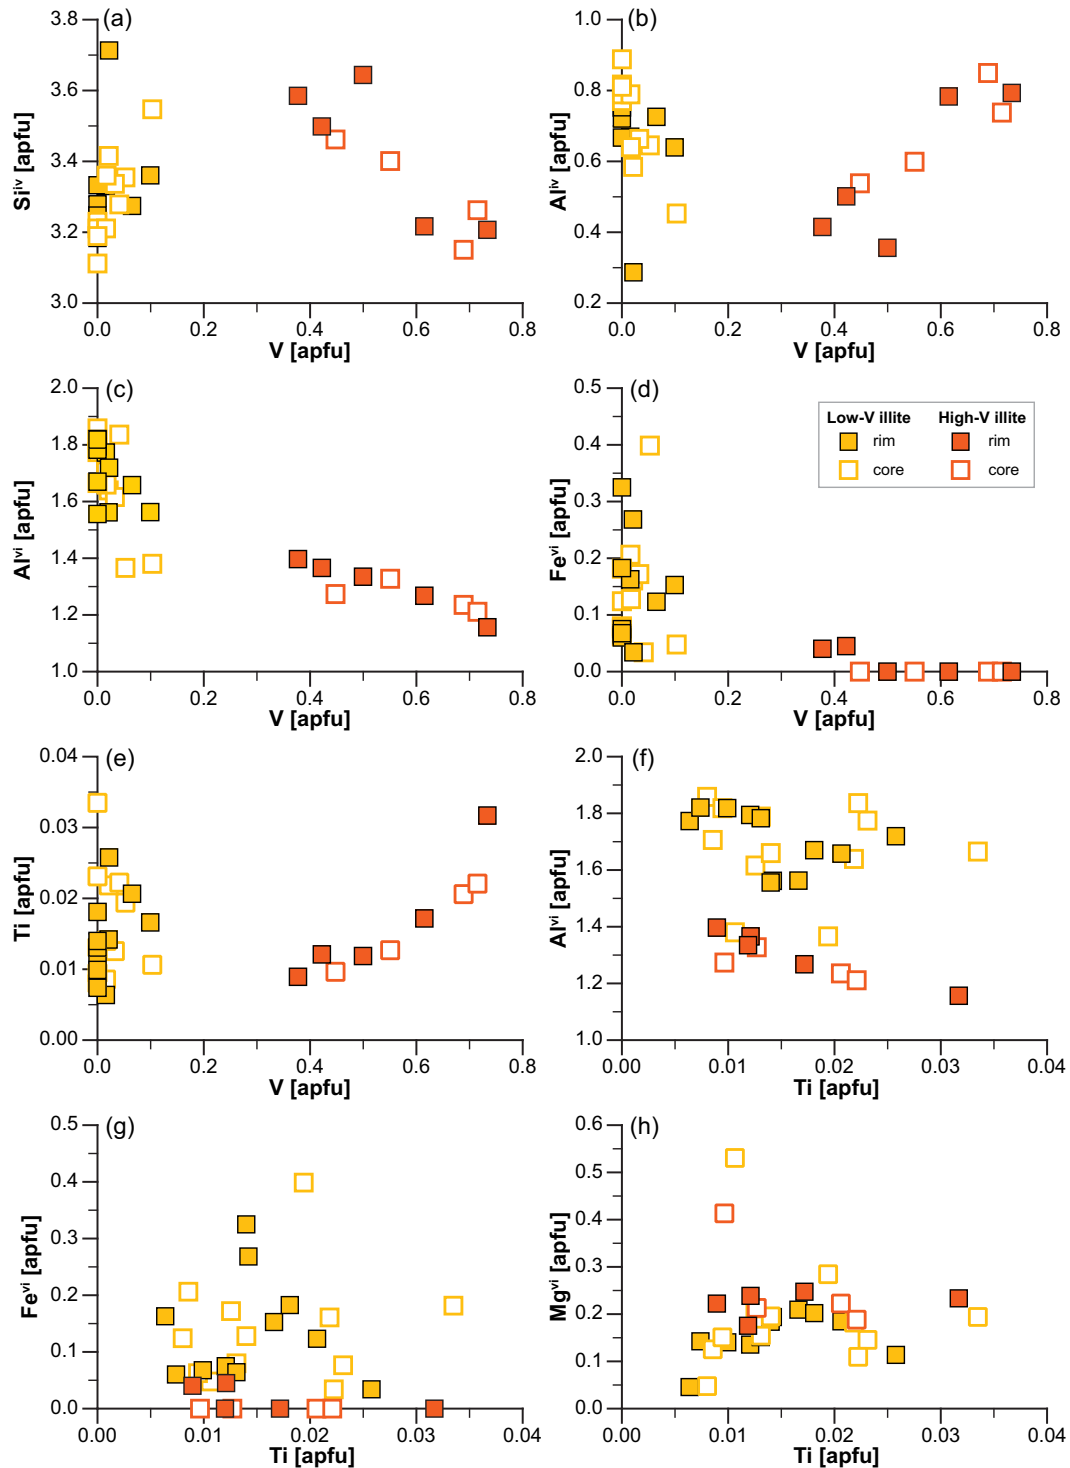 (a)
3.8
3.6
3.4
3.2
3.0
Si^iv [apfu]
0.0 0.2 0.4 0.6 0.8
V [apfu]
(b)
1.0
0.8
0.6
0.4
0.2
Al^iv [apfu]
0.0 0.2 0.4 0.6 0.8
V [apfu]
(c)
2.0
1.8
1.6
1.4
1.2
1.0
Al^vi [apfu]
0.0 0.2 0.4 0.6 0.8
V [apfu]
(d)
0.5
0.4
0.3
0.2
0.1
0.0
Fe^vi [apfu]
0.0 0.2 0.4 0.6 0.8
V [apfu]
Low-V illite High-V illite
rim rim
core core
(e)
0.04
0.03
0.02
0.01
0.00
Ti [apfu]
0.0 0.2 0.4 0.6 0.8
V [apfu]
(f)
2.0
1.8
1.6
1.4
1.2
1.0
Al^vi [apfu]
0.00 0.01 0.02 0.03 0.04
Ti [apfu]
(g)
0.5
0.4
0.3
0.2
0.1
0.0
Fe^vi [apfu]
0.00 0.01 0.02 0.03 0.04
Ti [apfu]
(h)
0.6
0.5
0.4
0.3
0.2
0.1
0.0
Mg^vi [apfu]
0.00 0.01 0.02 0.03 0.04
Ti [apfu]